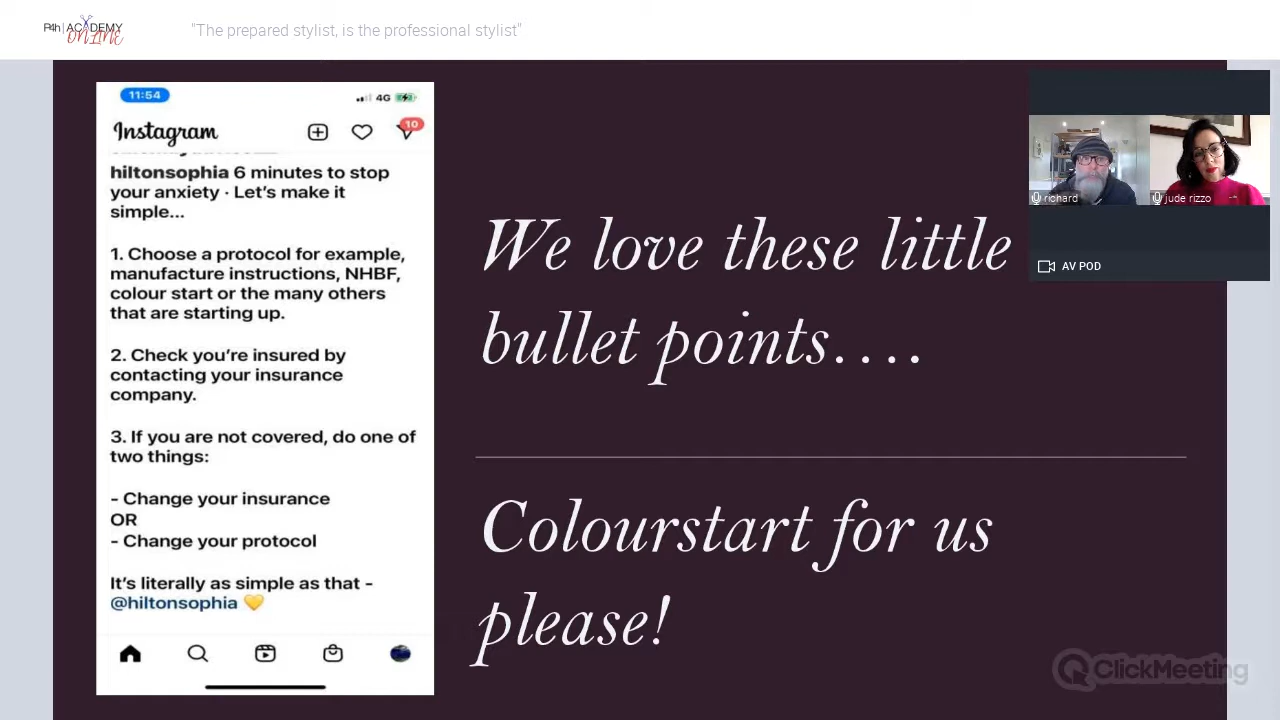 P4h | ACADEMY
ONLINE
"The prepared stylist, is the professional stylist"
11:54
4G
Instagram
10
hiltonsophia 6 minutes to stop
your anxiety · Let's make it
simple...
1. Choose a protocol for example,
manufacture instructions, NHBF,
colour start or the many others
that are starting up.
2. Check you're insured by
contacting your insurance
company.
3. If you are not covered, do one of
two things:
- Change your insurance
OR
- Change your protocol
It's literally as simple as that -
@hiltonsophia 💛
We love these little
bullet points....
Colourstart for us
please!
richard
jude rizzo
AV POD
ClickMeeting